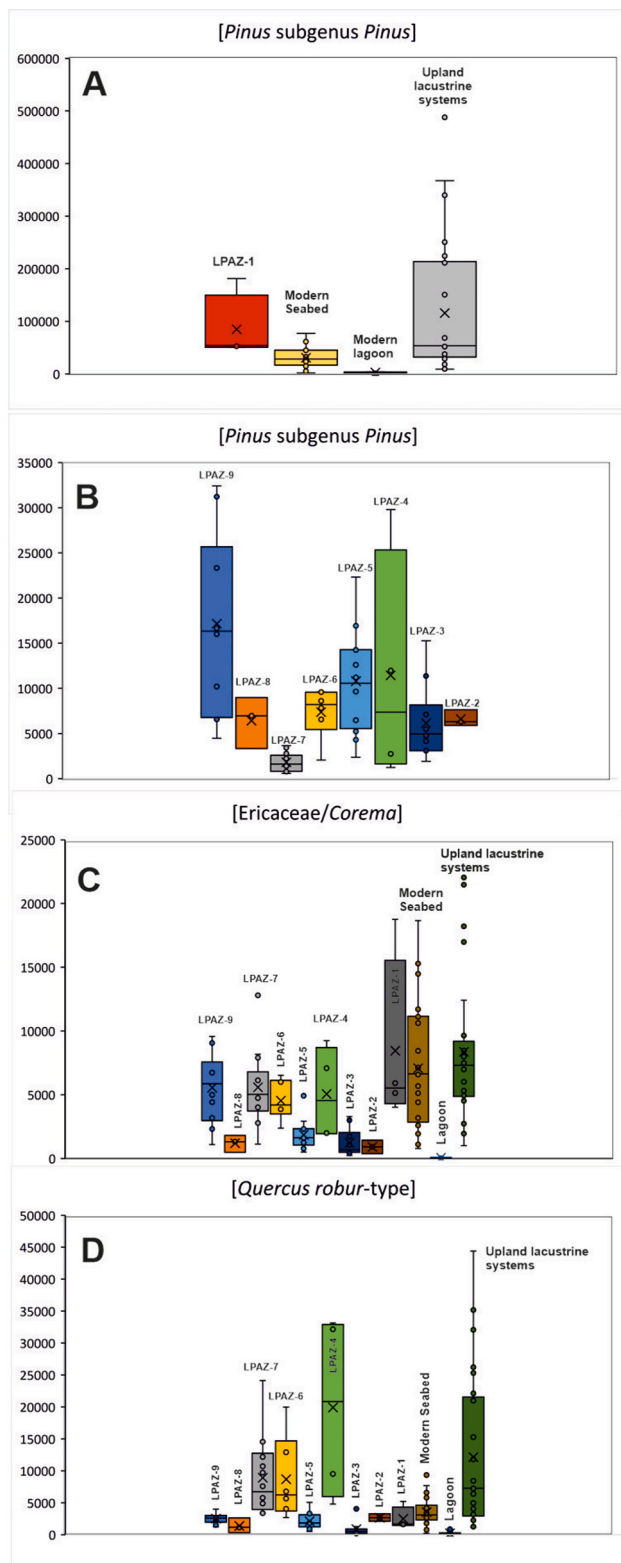 [Pinus subgenus Pinus]
A
Upland
lacustrine
systems
LPAZ-1
Modern
Seabed
Modern
lagoon
600000
500000
400000
300000
200000
100000
0
[Pinus subgenus Pinus]
B
LPAZ-9
LPAZ-8
LPAZ-7
LPAZ-6
LPAZ-5
LPAZ-4
LPAZ-3
LPAZ-2
35000
30000
25000
20000
15000
10000
5000
0
[Ericaceae/Corema]
C
Upland lacustrine
systems
Modern
Seabed
LPAZ-9
LPAZ-8
LPAZ-7
LPAZ-6
LPAZ-5
LPAZ-4
LPAZ-3
LPAZ-2
LPAZ-1
Lagoon
25000
20000
15000
10000
5000
0
[Quercus robur-type]
D
Upland lacustrine
systems
LPAZ-9
LPAZ-8
LPAZ-7
LPAZ-6
LPAZ-5
LPAZ-4
LPAZ-3
LPAZ-2
LPAZ-1
Modern Seabed
Lagoon
50000
45000
40000
35000
30000
25000
20000
15000
10000
5000
0